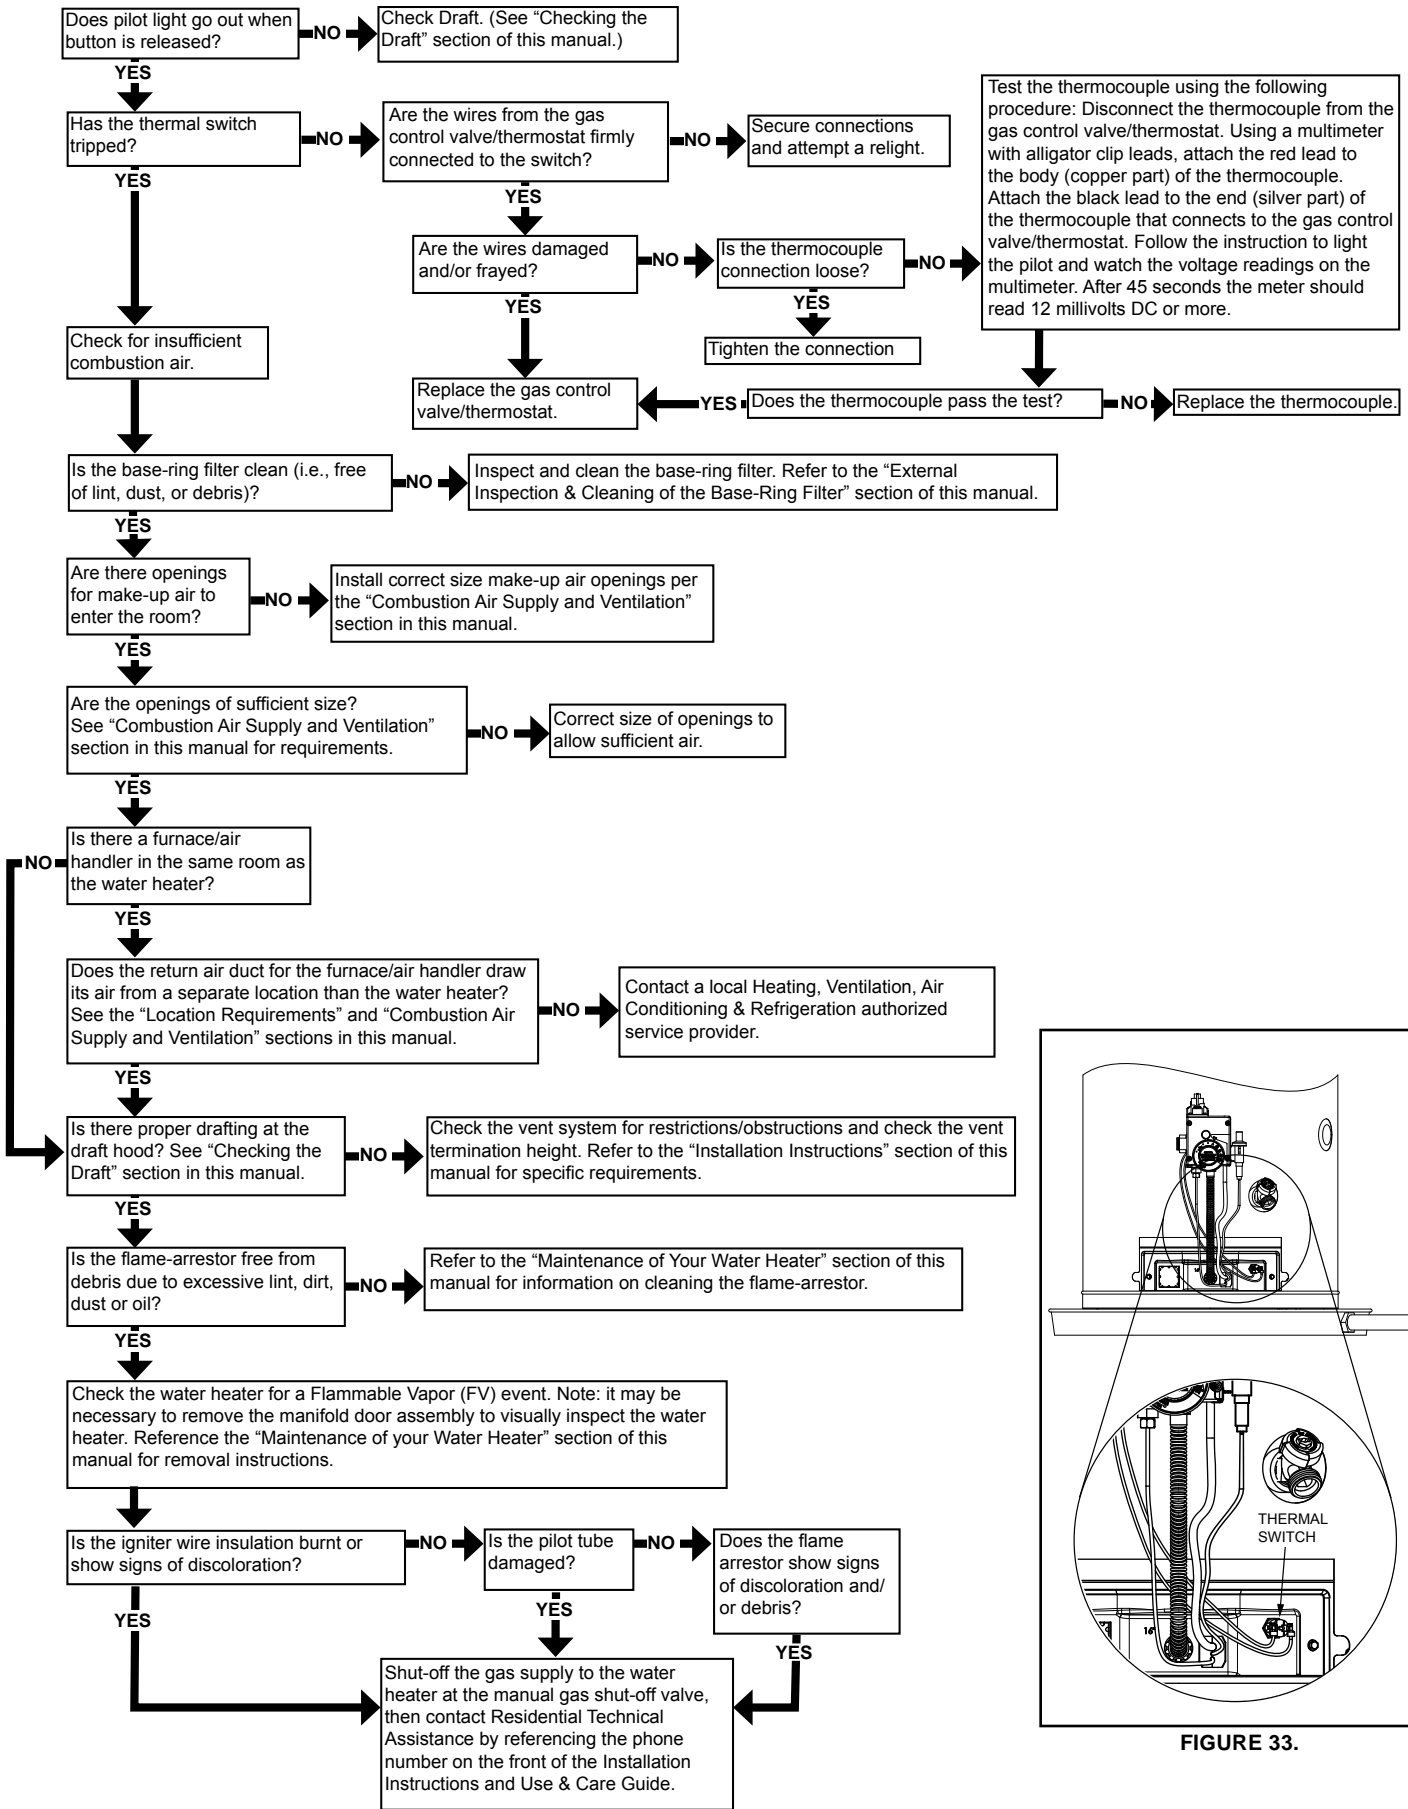 Does pilot light go out when
button is released?
NO
Check Draft. (See “Checking the
Draft” section of this manual.)
YES
Has the thermal switch
tripped?
NO
Are the wires from the gas
control valve/thermostat firmly
connected to the switch?
NO
Secure connections
and attempt a relight.
Test the thermocouple using the following
procedure: Disconnect the thermocouple from the
gas control valve/thermostat. Using a multimeter
with alligator clip leads, attach the red lead to
the body (copper part) of the thermocouple.
Attach the black lead to the end (silver part) of
the thermocouple that connects to the gas control
valve/thermostat. Follow the instruction to light
the pilot and watch the voltage readings on the
multimeter. After 45 seconds the meter should
read 12 millivolts DC or more.
YES
YES
Are the wires damaged
and/or frayed?
NO
Is the thermocouple
connection loose?
NO
YES
YES
Tighten the connection
Check for insufficient
combustion air.
Replace the gas control
valve/thermostat.
YES
Does the thermocouple pass the test?
NO
Replace the thermocouple.
Is the base-ring filter clean (i.e., free
of lint, dust, or debris)?
NO
Inspect and clean the base-ring filter. Refer to the “External
Inspection & Cleaning of the Base-Ring Filter” section of this manual.
YES
Are there openings
for make-up air to
enter the room?
NO
Install correct size make-up air openings per
the “Combustion Air Supply and Ventilation”
section in this manual.
YES
Are the openings of sufficient size?
See “Combustion Air Supply and Ventilation”
section in this manual for requirements.
NO
Correct size of openings to
allow sufficient air.
YES
Is there a furnace/air
handler in the same room as
the water heater?
NO
YES
Does the return air duct for the furnace/air handler draw
its air from a separate location than the water heater?
See the “Location Requirements” and “Combustion Air
Supply and Ventilation” sections in this manual.
NO
Contact a local Heating, Ventilation, Air
Conditioning & Refrigeration authorized
service provider.
YES
Is there proper drafting at the
draft hood? See “Checking the
Draft” section in this manual.
NO
Check the vent system for restrictions/obstructions and check the vent
termination height. Refer to the “Installation Instructions” section of this
manual for specific requirements.
YES
Is the flame-arrestor free from
debris due to excessive lint, dirt,
dust or oil?
NO
Refer to the “Maintenance of Your Water Heater” section of this
manual for information on cleaning the flame-arrestor.
YES
Check the water heater for a Flammable Vapor (FV) event. Note: it may be
necessary to remove the manifold door assembly to visually inspect the water
heater. Reference the “Maintenance of your Water Heater” section of this
manual for removal instructions.
Is the igniter wire insulation burnt or
show signs of discoloration?
NO
Is the pilot tube
damaged?
NO
Does the flame
arrestor show signs
of discoloration and/
or debris?
YES
YES
YES
Shut-off the gas supply to the water
heater at the manual gas shut-off valve,
then contact Residential Technical
Assistance by referencing the phone
number on the front of the Installation
Instructions and Use & Care Guide.
THERMAL
SWITCH
16
FIGURE 33.